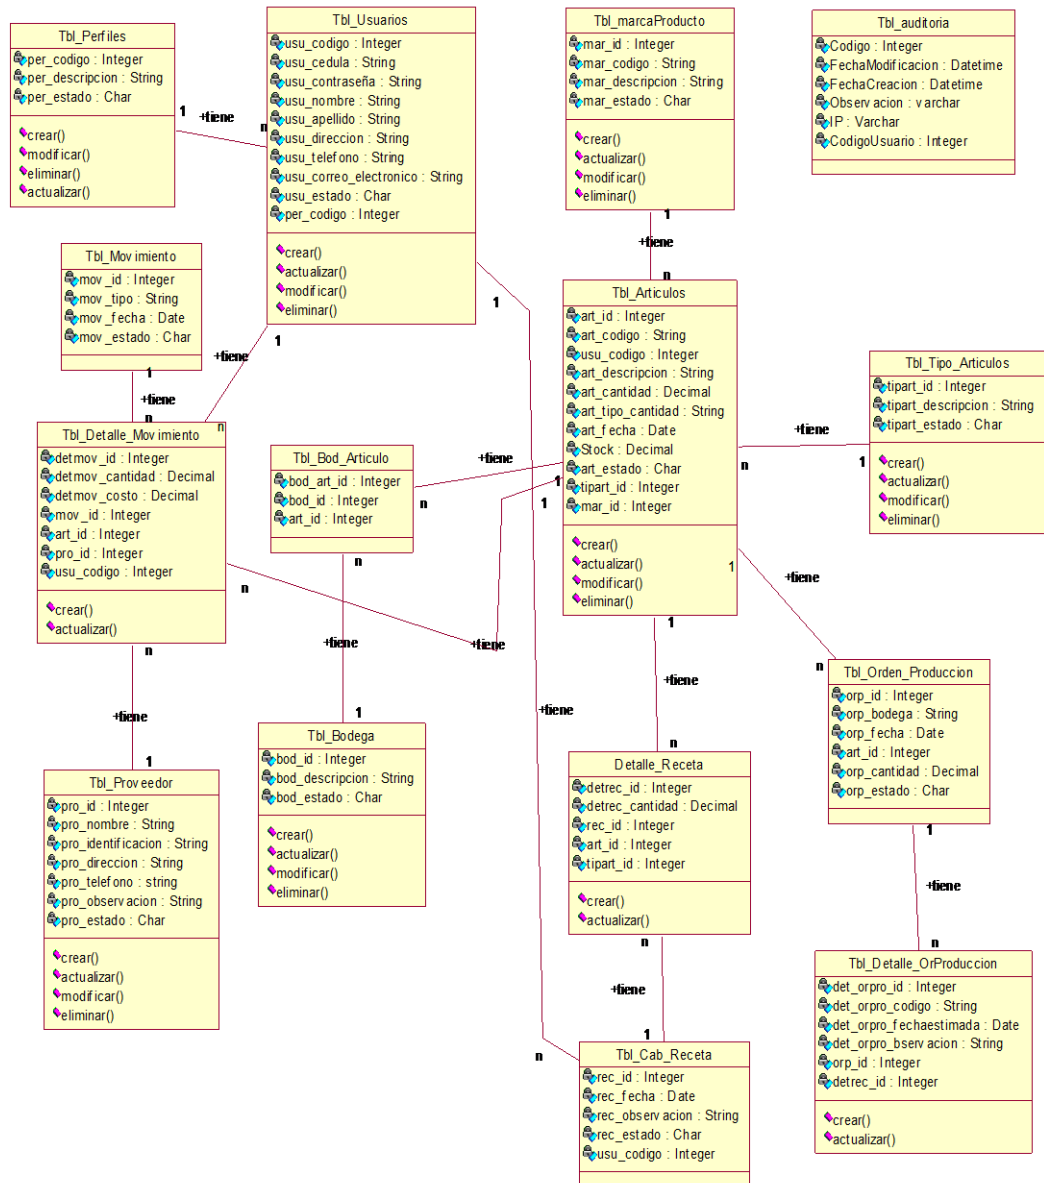 Tbl_Perfiles
per_codigo : Integer
per_descripcion : String
per_estado : Char
crear()
modificar()
eliminar()
actualizar()
1
+tiene
n
Tbl_Usuarios
usu_codigo : Integer
usu_cedula : String
usu_contraseña : String
usu_nombre : String
usu_apellido : String
usu_direccion : String
usu_telefono : String
usu_correo_electronico : String
usu_estado : Char
per_codigo : Integer
crear()
actualizar()
modificar()
eliminar()
Tbl_marcaProducto
mar_id : Integer
mar_codigo : String
mar_descripcion : String
mar_estado : Char
crear()
actualizar()
modificar()
eliminar()
1
+tiene
n
Tbl_auditoria
Codigo : Integer
FechaModificacion : Datetime
FechaCreacion : Datetime
Observacion : varchar
IP : Varchar
CodigoUsuario : Integer
Tbl_Movimiento
mov_id : Integer
mov_tipo : String
mov_fecha : Date
mov_estado : Char
1
+tiene
n
1
+tiene
n
1
+tiene
n
Tbl_Articulos
art_id : Integer
art_codigo : String
usu_codigo : Integer
art_descripcion : String
art_cantidad : Decimal
art_tipo_cantidad : String
art_fecha : Date
Stock : Decimal
art_estado : Char
tipart_id : Integer
mar_id : Integer
crear()
actualizar()
modificar()
eliminar()
n
+tiene
1
Tbl_Tipo_Articulos
tipart_id : Integer
tipart_descripcion : String
tipart_estado : Char
crear()
actualizar()
modificar()
eliminar()
Tbl_Detalle_Movimiento
detmov_id : Integer
detmov_cantidad : Decimal
detmov_costo : Decimal
mov_id : Integer
art_id : Integer
pro_id : Integer
usu_codigo : Integer
crear()
actualizar()
n
+tiene
1
Tbl_Bod_Articulo
bod_art_id : Integer
bod_id : Integer
art_id : Integer
n
+tiene
1
n
+tiene
1
n
+tiene
1
Tbl_Bodega
bod_id : Integer
bod_descripcion : String
bod_estado : Char
crear()
actualizar()
modificar()
eliminar()
Tbl_Proveedor
pro_id : Integer
pro_nombre : String
pro_identificacion : String
pro_direccion : String
pro_telefono : string
pro_observacion : String
pro_estado : Char
crear()
actualizar()
modificar()
eliminar()
1
+tiene
n
Detalle_Receta
detrec_id : Integer
detrec_cantidad : Decimal
rec_id : Integer
art_id : Integer
tipart_id : Integer
crear()
actualizar()
n
+tiene
1
Tbl_Cab_Receta
rec_id : Integer
rec_fecha : Date
rec_observacion : String
rec_estado : Char
usu_codigo : Integer
1
+tiene
n
Tbl_Orden_Produccion
orp_id : Integer
orp_bodega : String
orp_fecha : Date
art_id : Integer
orp_cantidad : Decimal
orp_estado : Char
1
+tiene
n
Tbl_Detalle_OrProduccion
det_orpro_id : Integer
det_orpro_codigo : String
det_orpro_fechaestimada : Date
det_orpro_bservacion : String
orp_id : Integer
detrec_id : Integer
crear()
actualizar()